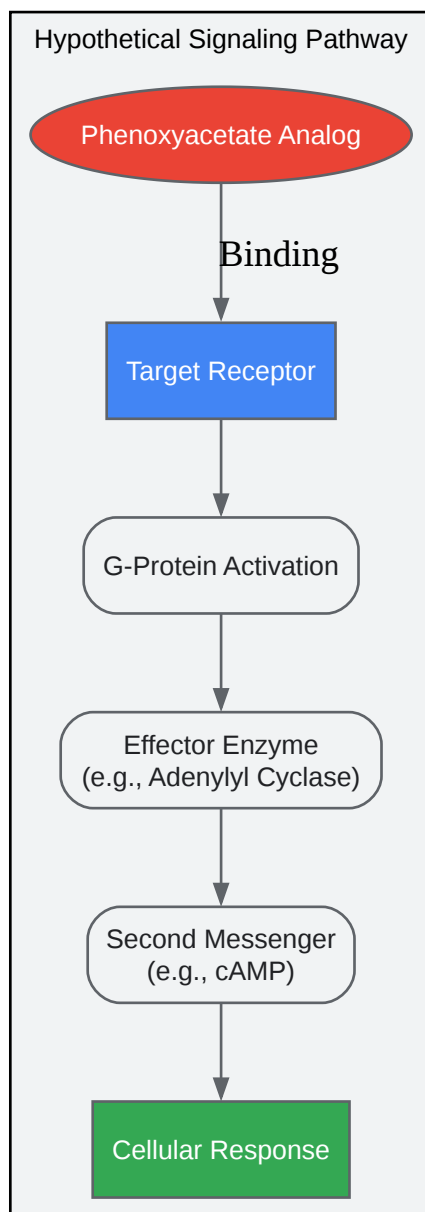 Hypothetical Signaling Pathway
Phenoxyacetate Analog
Binding
Target Receptor
G-Protein Activation
Effector Enzyme
(e.g., Adenylyl Cyclase)
Second Messenger
(e.g., cAMP)
Cellular Response